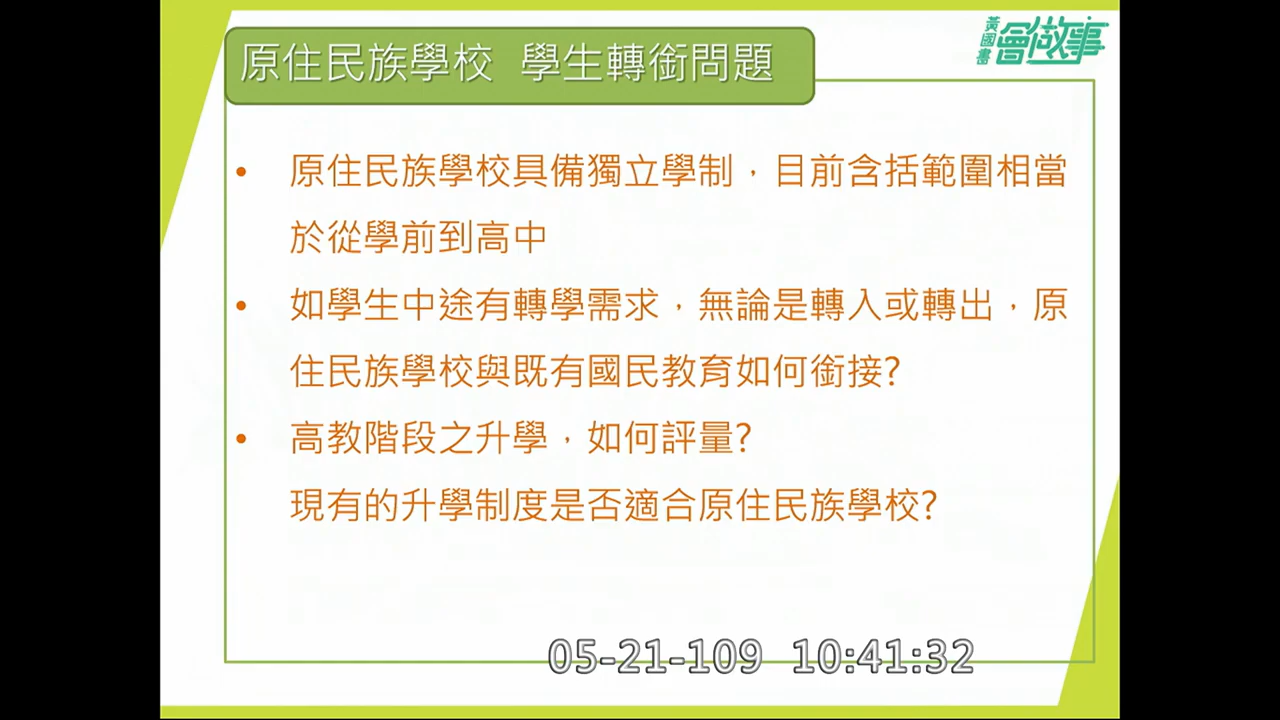 原住民族學校 學生轉銜問題
黃國書
會做事
• 原住民族學校具備獨立學制，目前含括範圍相當
於從學前到高中
• 如學生中途有轉學需求，無論是轉入或轉出，原
住民族學校與既有國民教育如何銜接?
• 高教階段之升學，如何評量?
現有的升學制度是否適合原住民族學校?
05-21-109 10:41:32